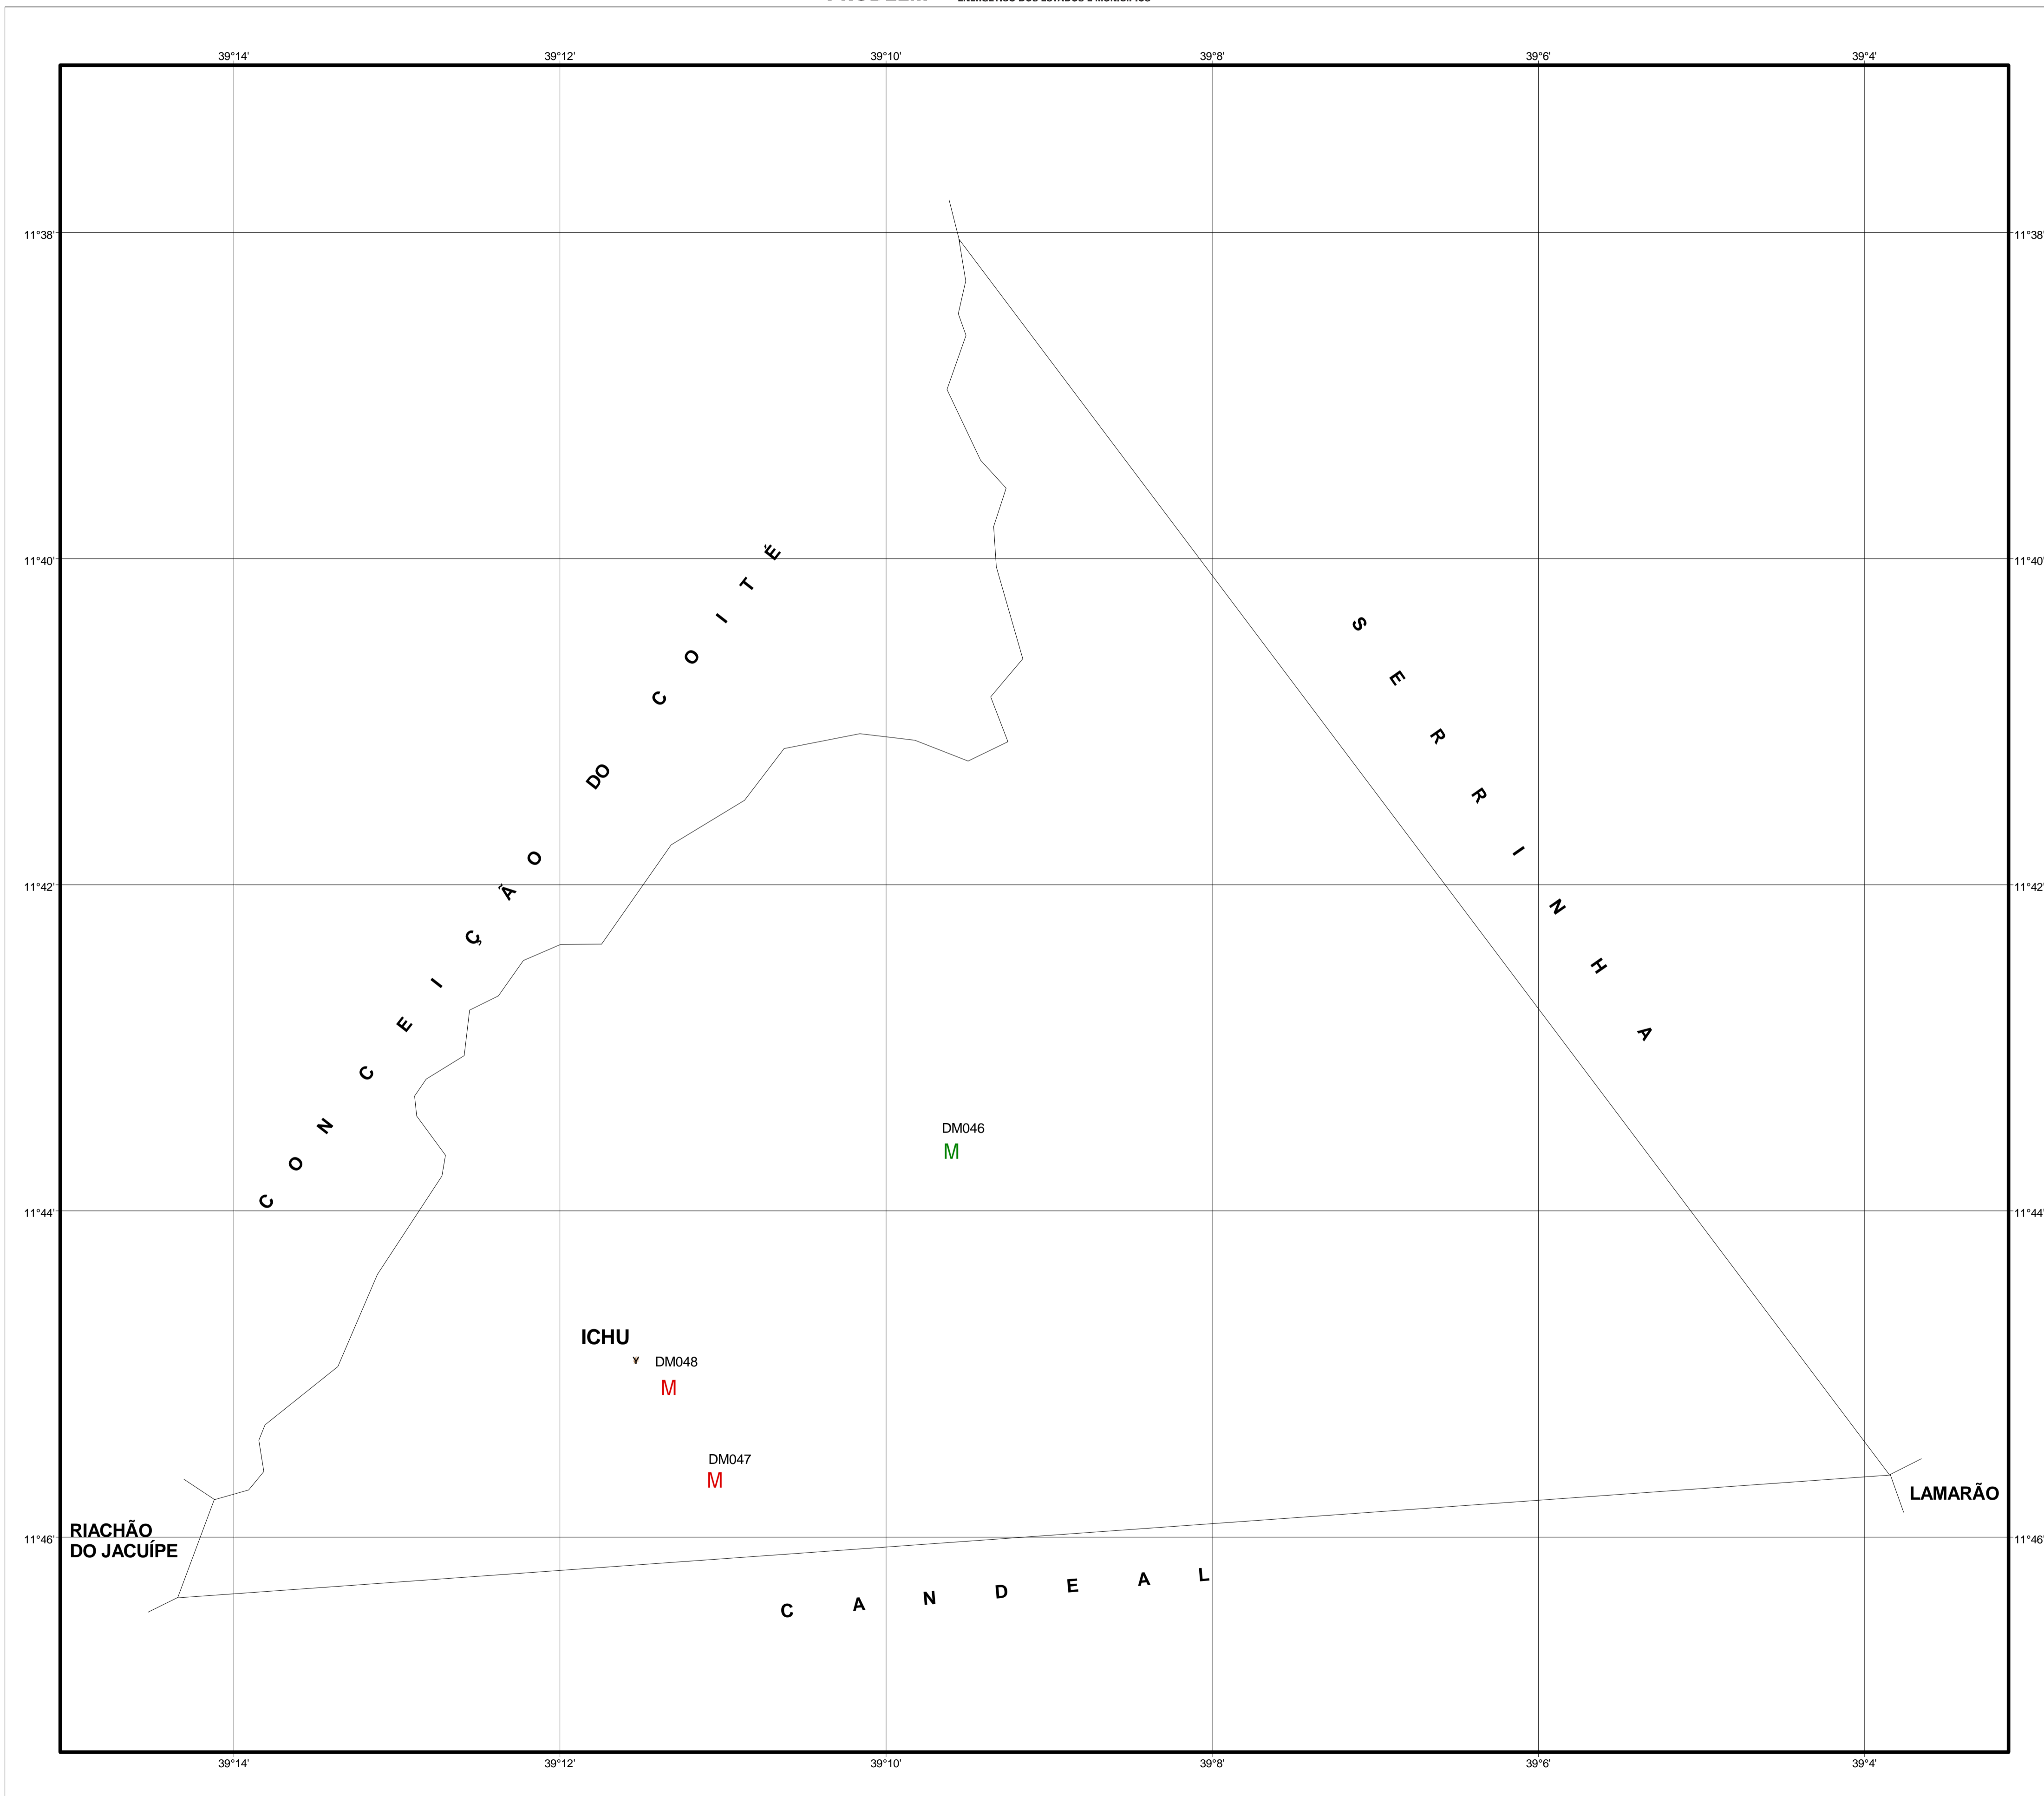 39°14' 39°12' 39°10' 39°8' 39°6' 39°4'
11°38' 11°38'
11°40' 11°40'
CONCEIÇÃO DO COITÉ
SERRINHA
11°42' 11°42'
DM046
M
11°44' 11°44'
ICHU
DM048
M
DM047
M
LAMARÃO
RIACHÃO
DO JACUÍPE
11°46' 11°46'
CANDEAL
39°14' 39°12' 39°10' 39°8' 39°6' 39°4'